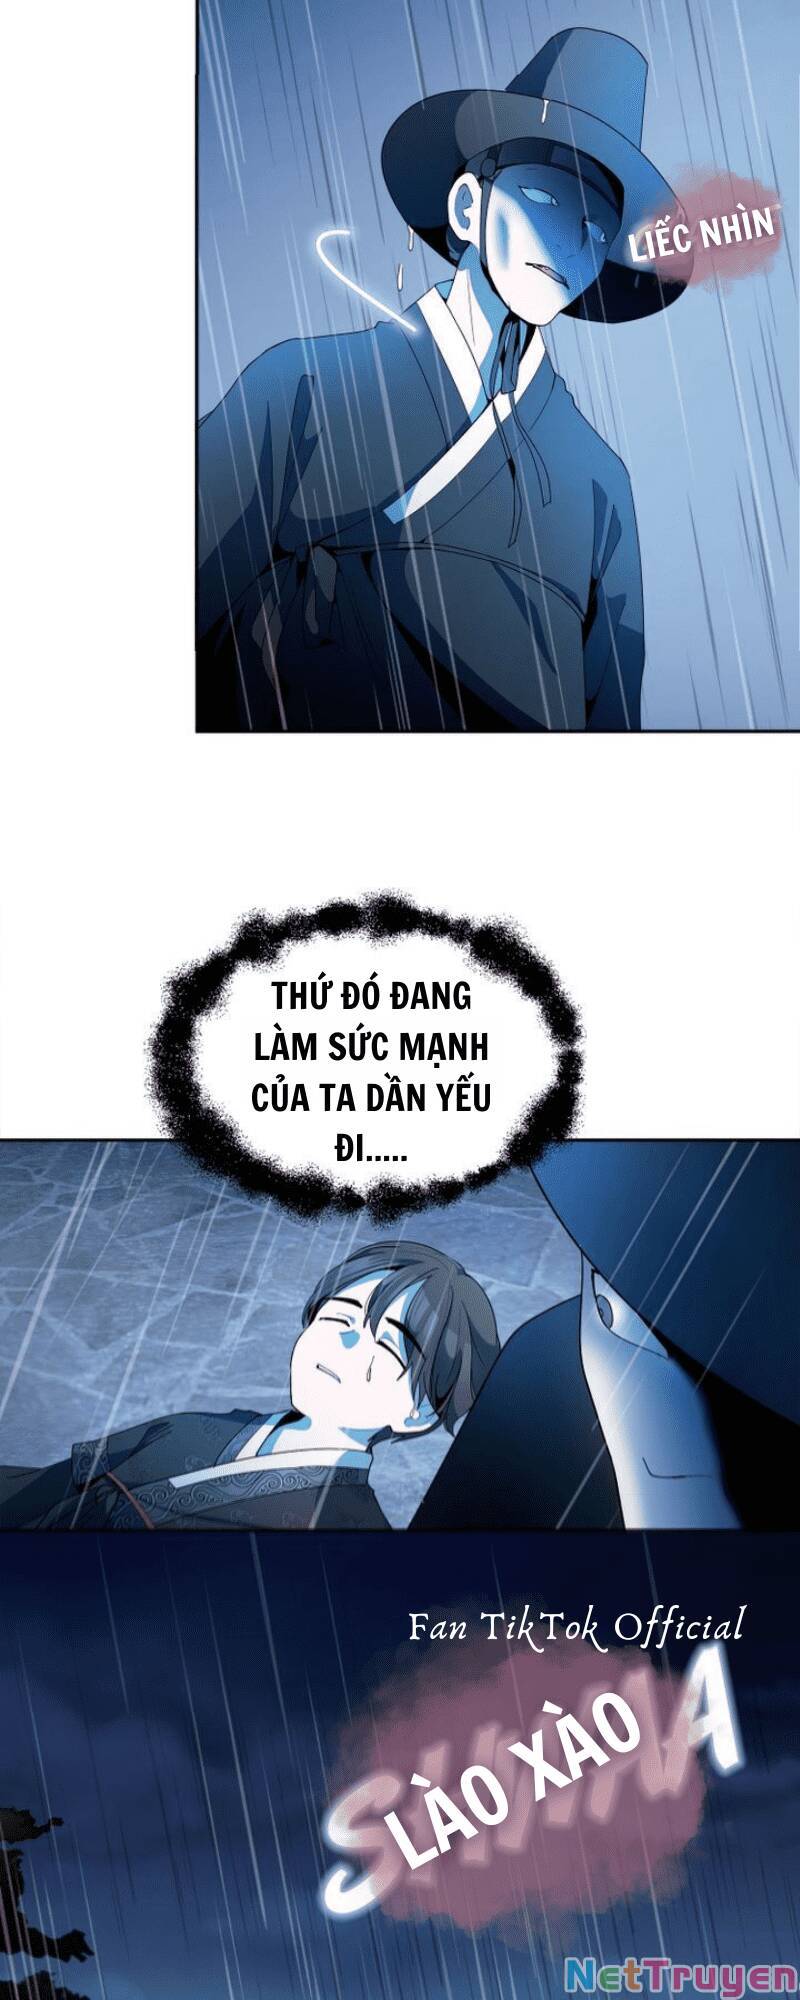 LIẾC NHÌN
THỨ ĐÓ ĐANG
LÀM SỨC MẠNH
CỦA TA DẦN YẾU
ĐI.....
Fan TikTok Official
LÀO XÀO
NetTruyen